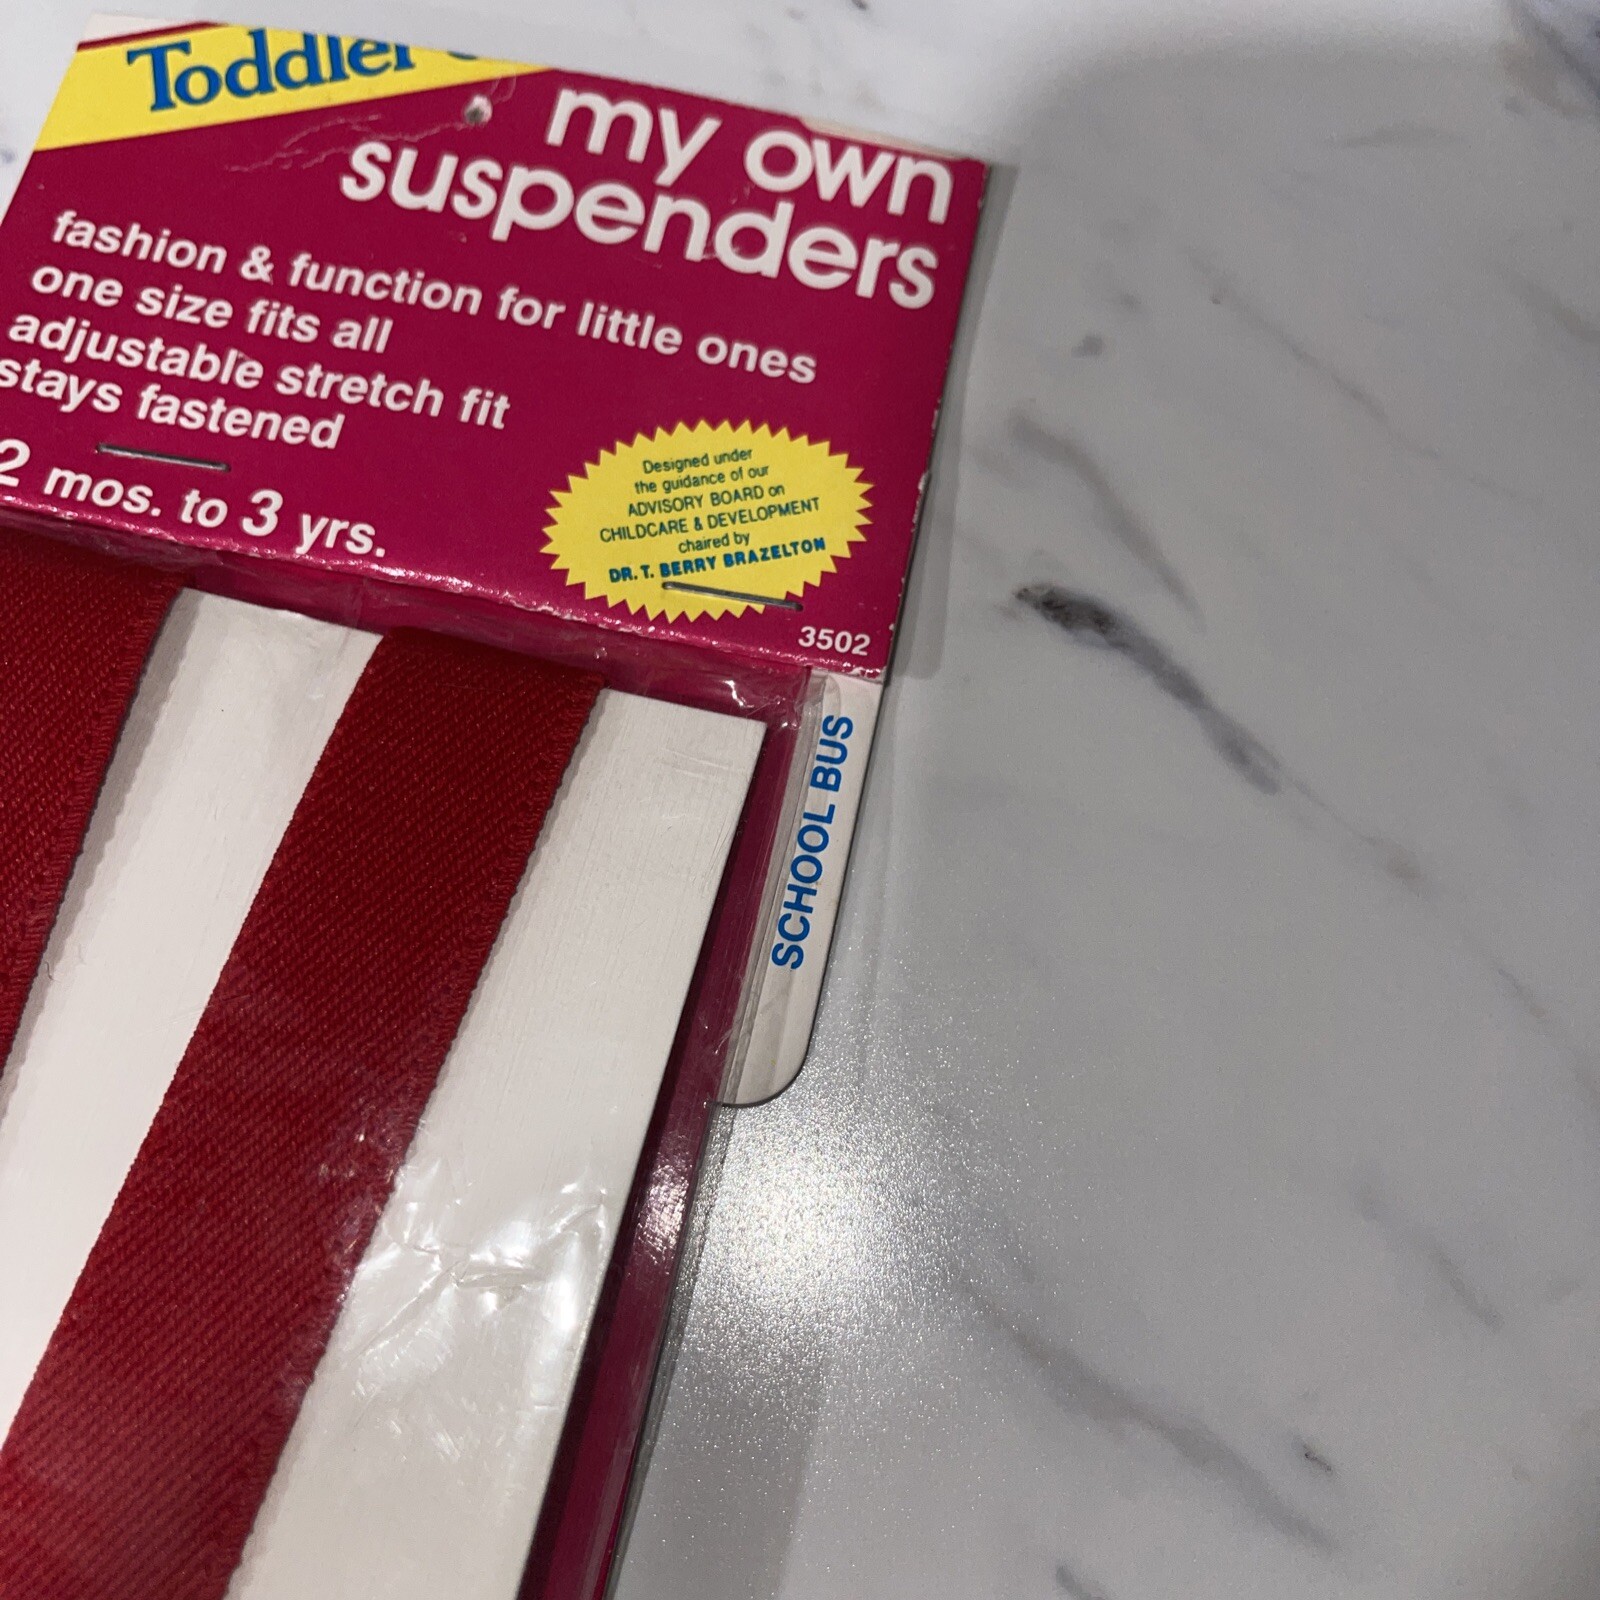 Toddler
my own
suspenders
fashion & function for little ones
one size fits all
adjustable stretch fit
stays fastened
2 mos. to 3 yrs.
Designed under
the guidance of our
ADVISORY BOARD on
CHILDCARE & DEVELOPMENT
chaired by
DR. T. BERRY BRAZELTON
3502
SCHOOL BUS